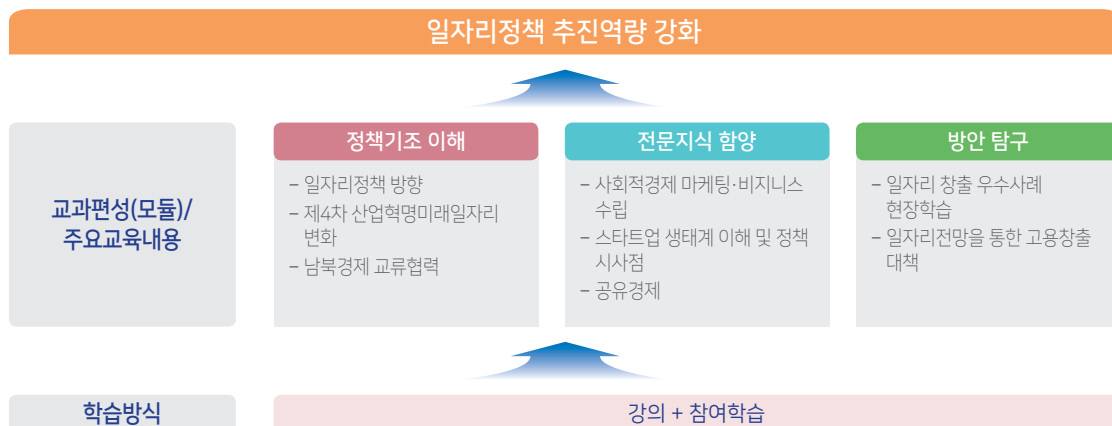 일자리정책 추진역량 강화
교과편성(모듈)/
주요교육내용
정책기조 이해
– 일자리정책 방향
– 제4차 산업혁명미래일자리
변화
– 남북경제 교류협력
전문지식 함양
– 사회적경제 마케팅·비지니스
수립
– 스타트업 생태계 이해 및 정책
시사점
– 공유경제
방안 탐구
– 일자리 창출 우수사례
현장학습
– 일자리전망을 통한 고용창출
대책
학습방식
강의 + 참여학습